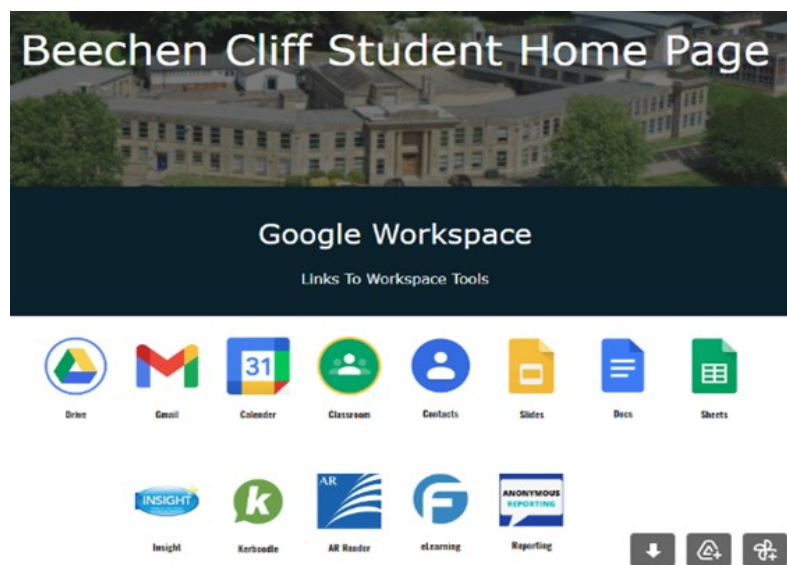 Beechen Cliff Student Home Page
Google Workspace
Links To Workspace Tools
31
Drive Gmail Calender Classroom Contacts Slides Docs Sheets
INSIGHT k AR F ANONYMOUS
REPORTING
Insight Kerboodle AR Reader eLearning Reporting